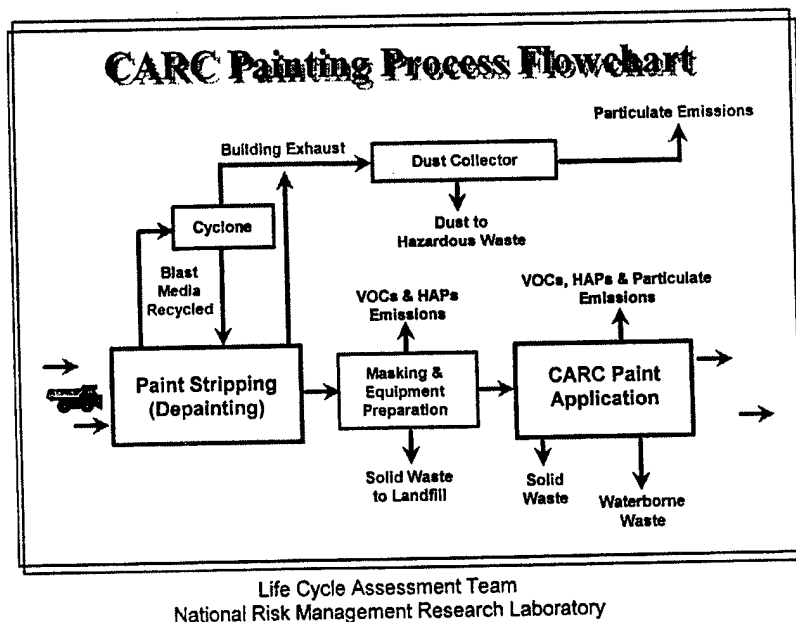 CARC Painting Process Flowchart
Particulate Emissions
Building Exhaust
Dust Collector
Cyclone
Dust to
Hazardous Waste
Blast
Media
Recycled
VOCs & HAPs
Emissions
VOCs, HAPs & Particulate
Emissions
Paint Stripping
(Depainting)
Masking &
Equipment
Preparation
CARC Paint
Application
Solid Waste
to Landfill
Solid
Waste
Waterborne
Waste
Life Cycle Assessment Team
National Risk Management Research Laboratory